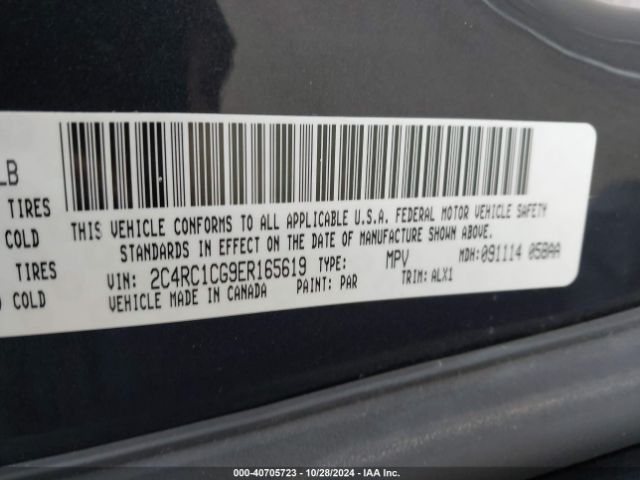 LB
TIRES
COLD
TIRES
COLD
THIS VEHICLE CONFORMS TO ALL APPLICABLE U.S.A. FEDERAL MOTOR VEHICLE SAFETY
STANDARDS IN EFFECT ON THE DATE OF MANUFACTURE SHOWN ABOVE.
VIN: 2C4RC1CG9ER165619 TYPE: MPV MDH:091114 05BAA
VEHICLE MADE IN CANADA PAINT: PAR TRIM: ALX1
000-40705723 | 10/28/2024 | IAA Inc.